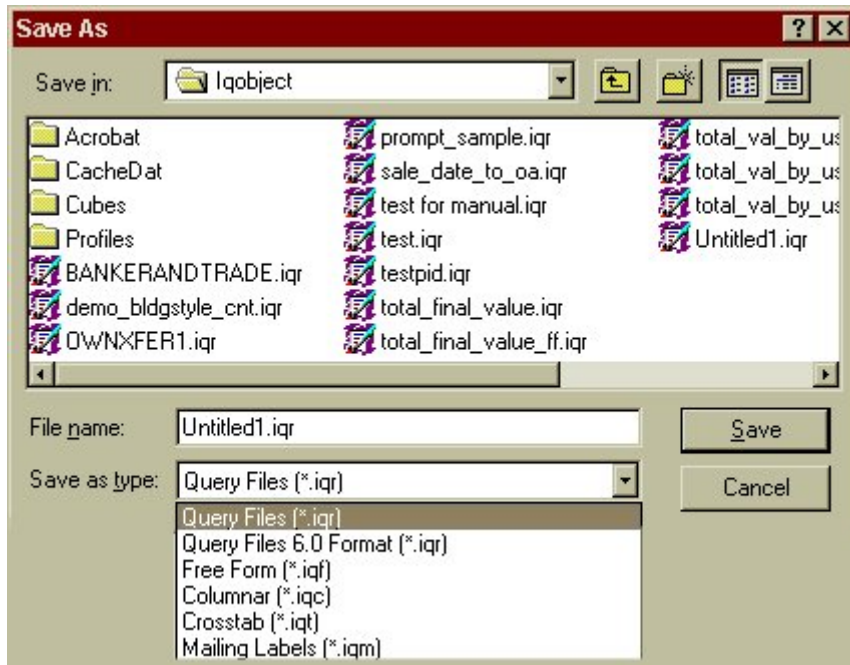 Save As
Save in: Iqobject
Acrobat
CacheDat
Cubes
Profiles
BANKERANDTRADE.iqr
demo_bldgstyle_cnt.iqr
OWNXFER1.iqr
prompt_sample.iqr
sale_date_to_oa.iqr
test for manual.iqr
test.iqr
testpid.iqr
total_final_value.iqr
total_final_value_ff.iqr
total_val_by_us
total_val_by_us
total_val_by_us
Untitled1.iqr
File name: Untitled1.iqr
Save
Save as type: Query Files (*.iqr)
Cancel
Query Files (*.iqr)
Query Files 6.0 Format (*.iqr)
Free Form (*.iqf)
Columnar (*.iqc)
Crosstab (*.iqt)
Mailing Labels (*.iqm)